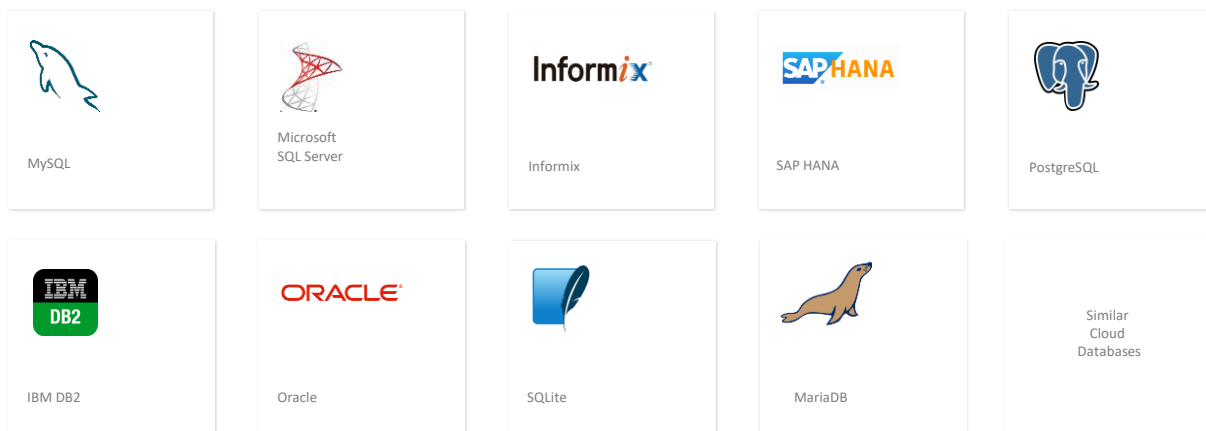 Informix
SAP HANA
Microsoft
SQL Server
MySQL
Informix
SAP HANA
PostgreSQL
IBM
DB2
ORACLE
Similar
Cloud
Databases
IBM DB2
Oracle
SQLite
MariaDB